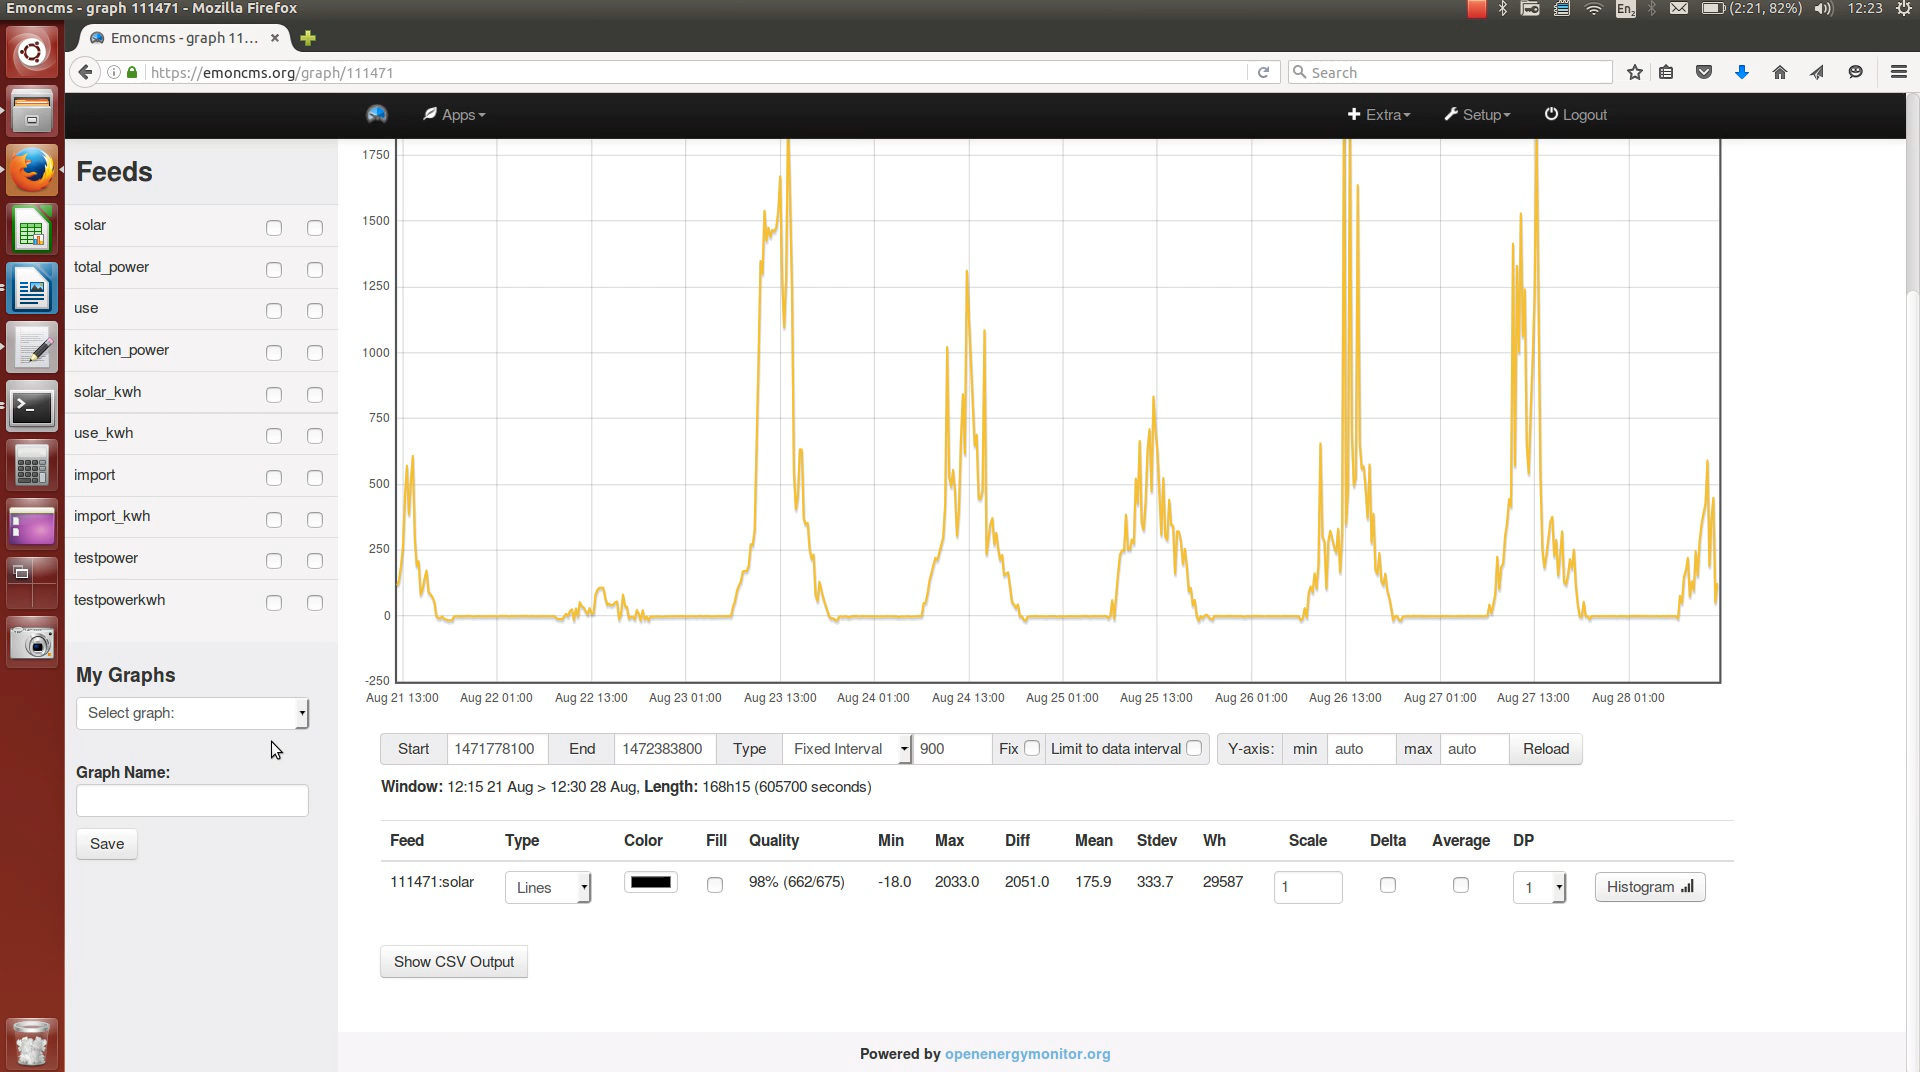 Emoncms - graph 111471 - Mozilla Firefox
En2
(2:21, 82%)
12:23
Emoncms - graph 11...
https://emoncms.org/graph/111471
Search
Apps
Extra
Setup
Logout
Feeds
solar
total_power
use
kitchen_power
solar_kwh
use_kwh
import
import_kwh
testpower
testpowerkwh
My Graphs
Select graph:
Graph Name:
Save
1750
1500
1250
1000
750
500
250
0
-250
Aug 21 13:00 Aug 22 01:00 Aug 22 13:00 Aug 23 01:00 Aug 23 13:00 Aug 24 01:00 Aug 24 13:00 Aug 25 01:00 Aug 25 13:00 Aug 26 01:00 Aug 26 13:00 Aug 27 01:00 Aug 27 13:00 Aug 28 01:00
Start 1471778100 End 1472383800 Type Fixed Interval 900 Fix Limit to data interval Y-axis: min auto max auto Reload
Window: 12:15 21 Aug > 12:30 28 Aug, Length: 168h15 (605700 seconds)
Feed Type Color Fill Quality Min Max Diff Mean Stdev Wh Scale Delta Average DP
111471:solar Lines 98% (662/675) -18.0 2033.0 2051.0 175.9 333.7 29587 1 1 Histogram
Show CSV Output
Powered by openenergymonitor.org